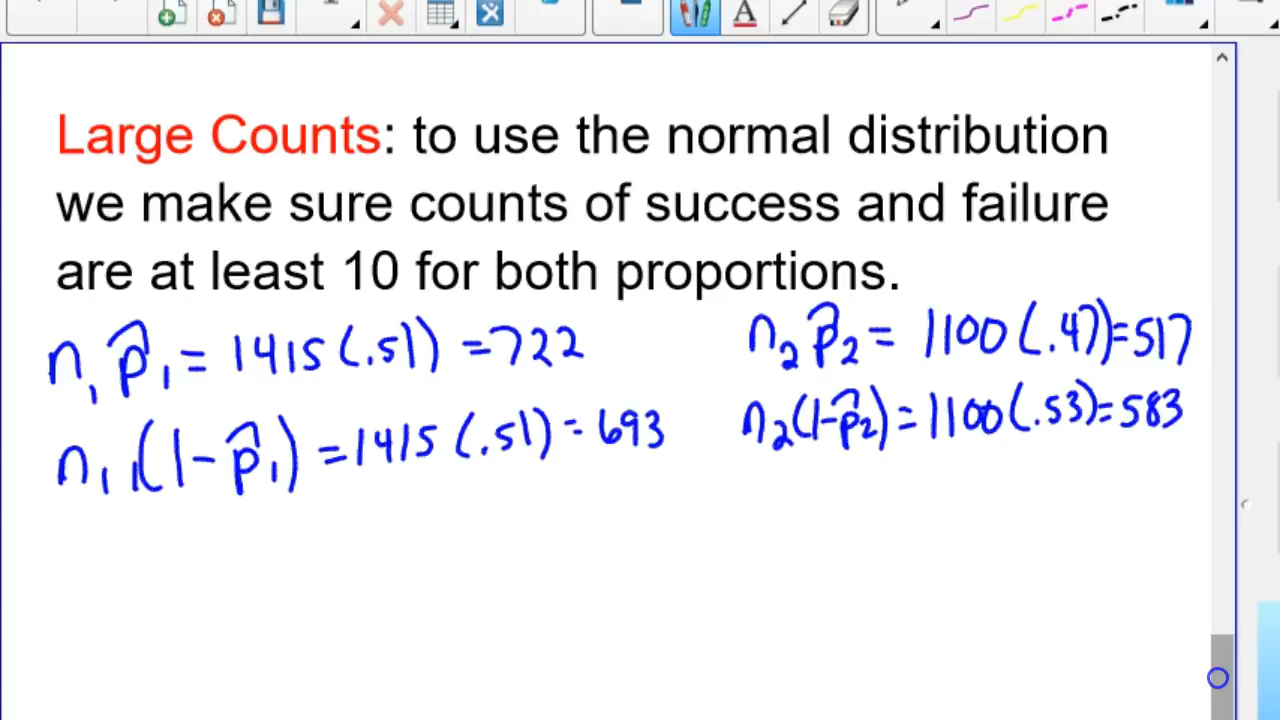 Large Counts: to use the normal distribution
we make sure counts of success and failure
are at least 10 for both proportions.
n₁p̂₁ = 1415(.51) = 722
n₁(1-p̂₁) = 1415(.51) = 693
n₂p̂₂ = 1100(.47) = 517
n₂(1-p̂₂) = 1100(.53) = 583